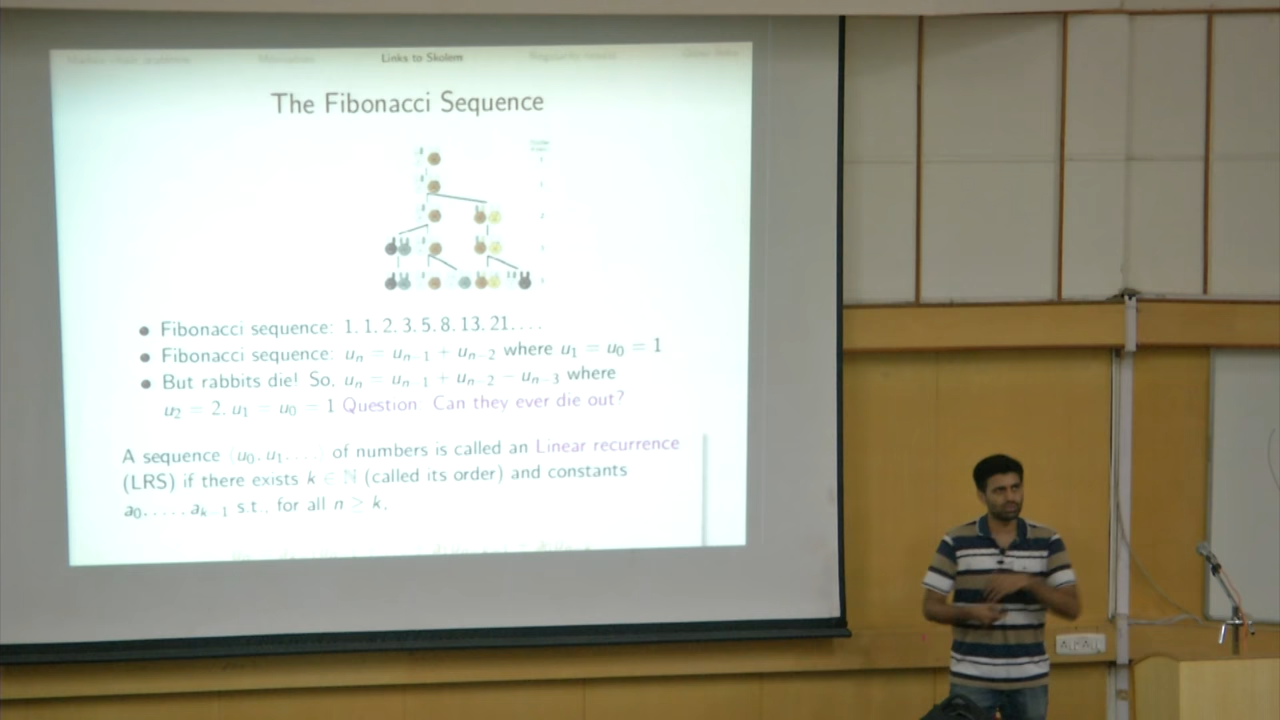 Links to Skolem
The Fibonacci Sequence
Fibonacci sequence: 1, 1, 2, 3, 5, 8, 13, 21, . . .
Fibonacci sequence: uₙ = uₙ₋₁ + uₙ₋₂ where u₁ = u₀ = 1
But rabbits die! So, uₙ = uₙ₋₁ + uₙ₋₂ − uₙ₋₃ where
u₂ = 2, u₁ = u₀ = 1 Question: Can they ever die out?
A sequence ⟨u₀, u₁, . . .⟩ of numbers is called an Linear recurrence
(LRS) if there exists k ∈ ℕ (called its order) and constants
a₀, . . . , aₖ₋₁ s.t., for all n ≥ k,